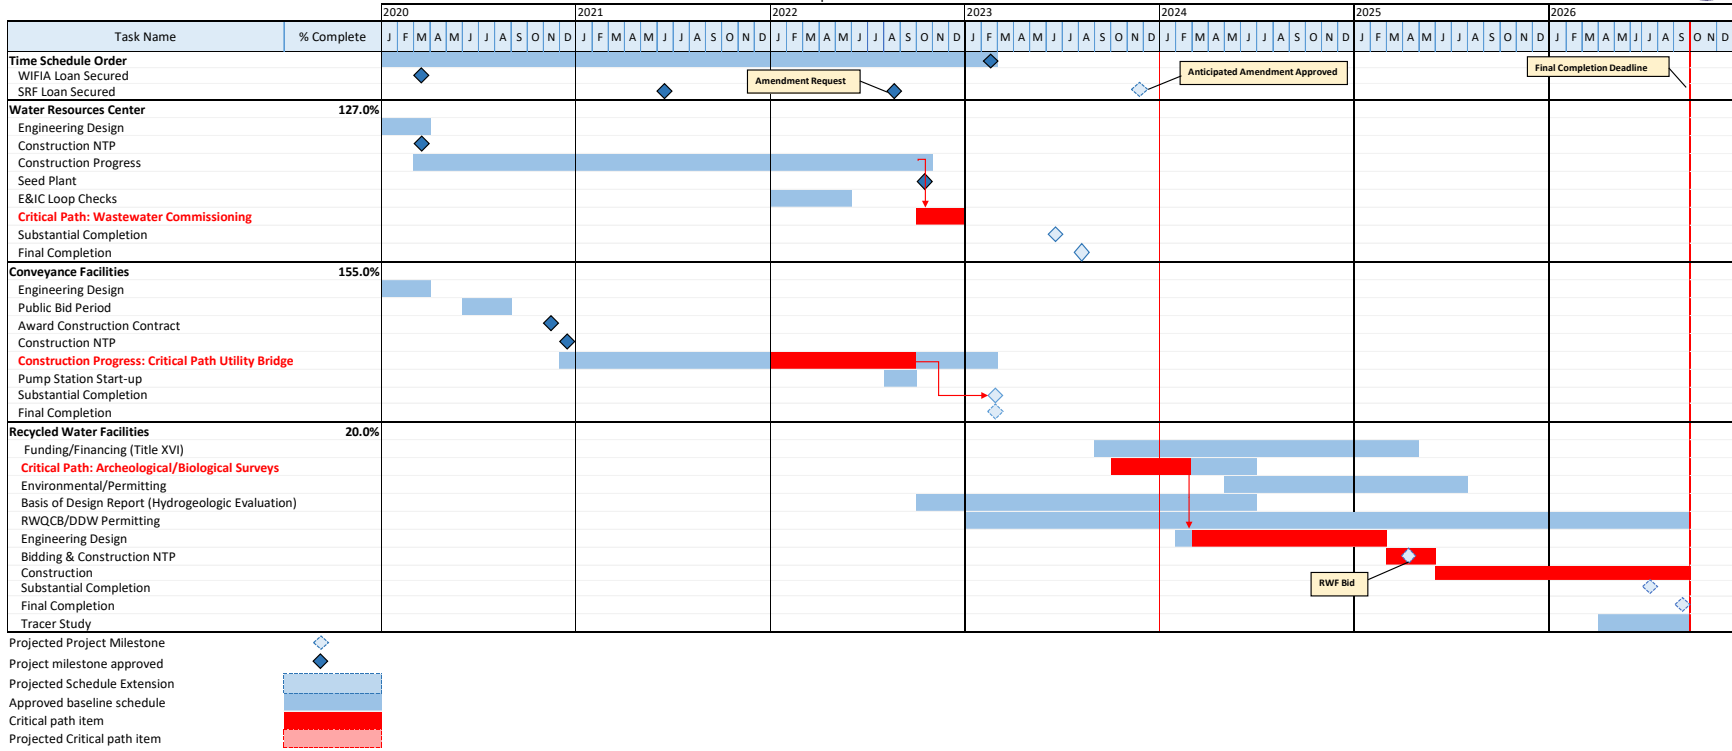 2020 2021 2022 2023 2024 2025 2026
Task Name % Complete J F M A M J J A S O N D J F M A M J J A S O N D J F M A M J J A S O N D J F M A M J J A S O N D J F M A M J J A S O N D J F M A M J J A S O N D J F M A M J J A S O N D
Time Schedule Order
WIFIA Loan Secured
Anticipated Amendment Approved
Final Completion Deadline
Amendment Request
SRF Loan Secured
Water Resources Center 127.0%
Engineering Design
Construction NTP
Construction Progress
Seed Plant
E&IC Loop Checks
Critical Path: Wastewater Commissioning
Substantial Completion
Final Completion
Conveyance Facilities 155.0%
Engineering Design
Public Bid Period
Award Construction Contract
Construction NTP
Construction Progress: Critical Path Utility Bridge
Pump Station Start-up
Substantial Completion
Final Completion
Recycled Water Facilities 20.0%
Funding/Financing (Title XVI)
Critical Path: Archeological/Biological Surveys
Environmental/Permitting
Basis of Design Report (Hydrogeologic Evaluation)
RWQCB/DDW Permitting
Engineering Design
Bidding & Construction NTP
Construction
RWF Bid
Substantial Completion
Final Completion
Tracer Study
Projected Project Milestone
Project milestone approved
Projected Schedule Extension
Approved baseline schedule
Critical path item
Projected Critical path item